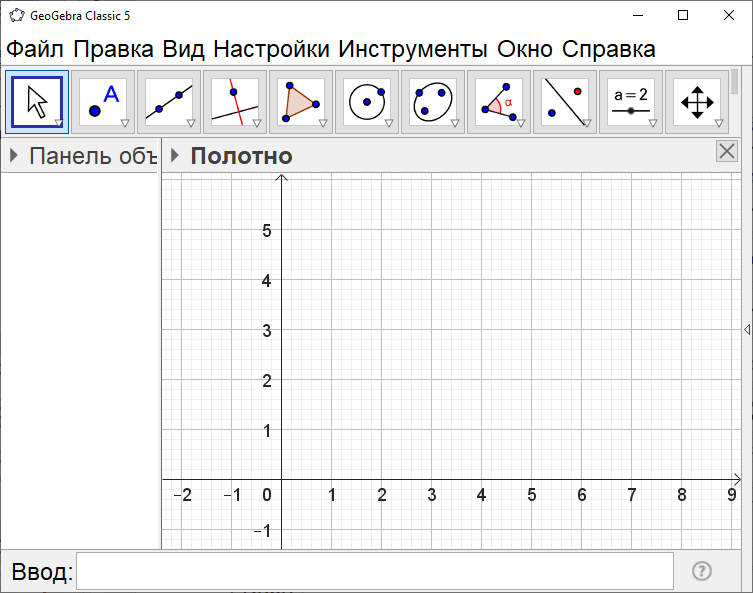 GeoGebra Classic 5
Файл Правка Вид Настройки Инструменты Окно Справка
A
α
a=2
Панель объ
Полотно
5
4
3
2
1
−2 −1 0 1 2 3 4 5 6 7 8 9
−1
Ввод:
?